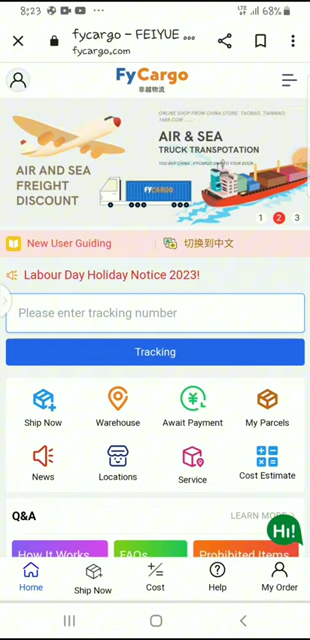 8:23
LTE
68%
fycargo – FEIYUE ...
fycargo.com
FyCargo
非越物流
ONLINE SHOP FROM CHINA STORE, TAOBAO, TIANMAO,
1688.COM ......
AIR & SEA
TRUCK TRANSPOTATION
AIR AND SEA
FREIGHT
DISCOUNT
FYCARGO
1 2 3
New User Guiding
切换到中文
Labour Day Holiday Notice 2023!
Please enter tracking number
Tracking
Ship Now
Warehouse
Await Payment
My Parcels
News
Locations
Service
Cost Estimate
Q&A
LEARN MORE
Hi!
How It Works
FAQs
Prohibited Items
Home
Ship Now
Cost
Help
My Order